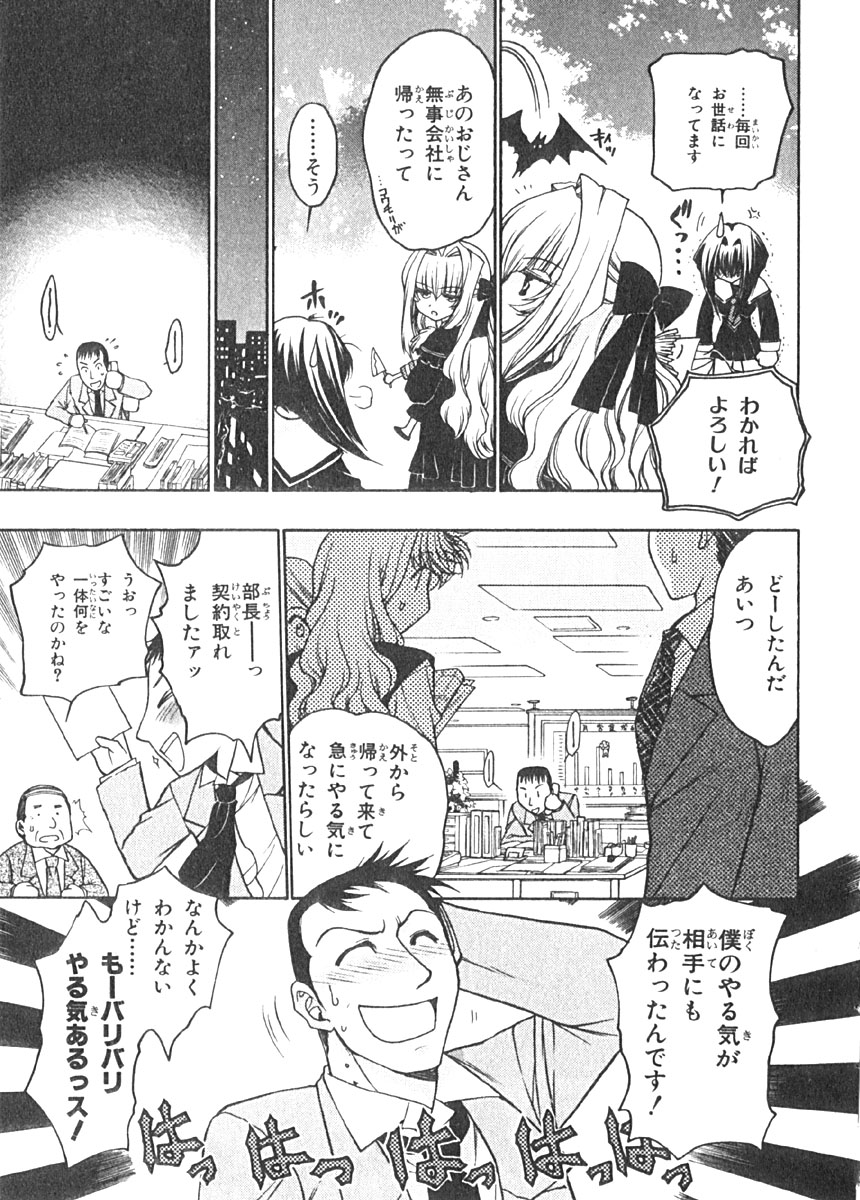 ……毎回
お世話に
なってます
ぐっ・・・
わかれば
よろしい！
キィッ
あのおじさん
無事会社に
帰ったって
…コウモリが
……そう
ホッ
どーしたんだ
あいつ
外から
帰って来て
急にやる気に
なったらしい
部長ーっ
契約取れ
ましたァッ
うおっ
すごいな
一体何を
やったのかね？
僕のやる気が
相手にも
伝わったんです！
なんかよく
わかんない
けど……
もーバリバリ
やる気あるっス！
はっはっはっはっはっ